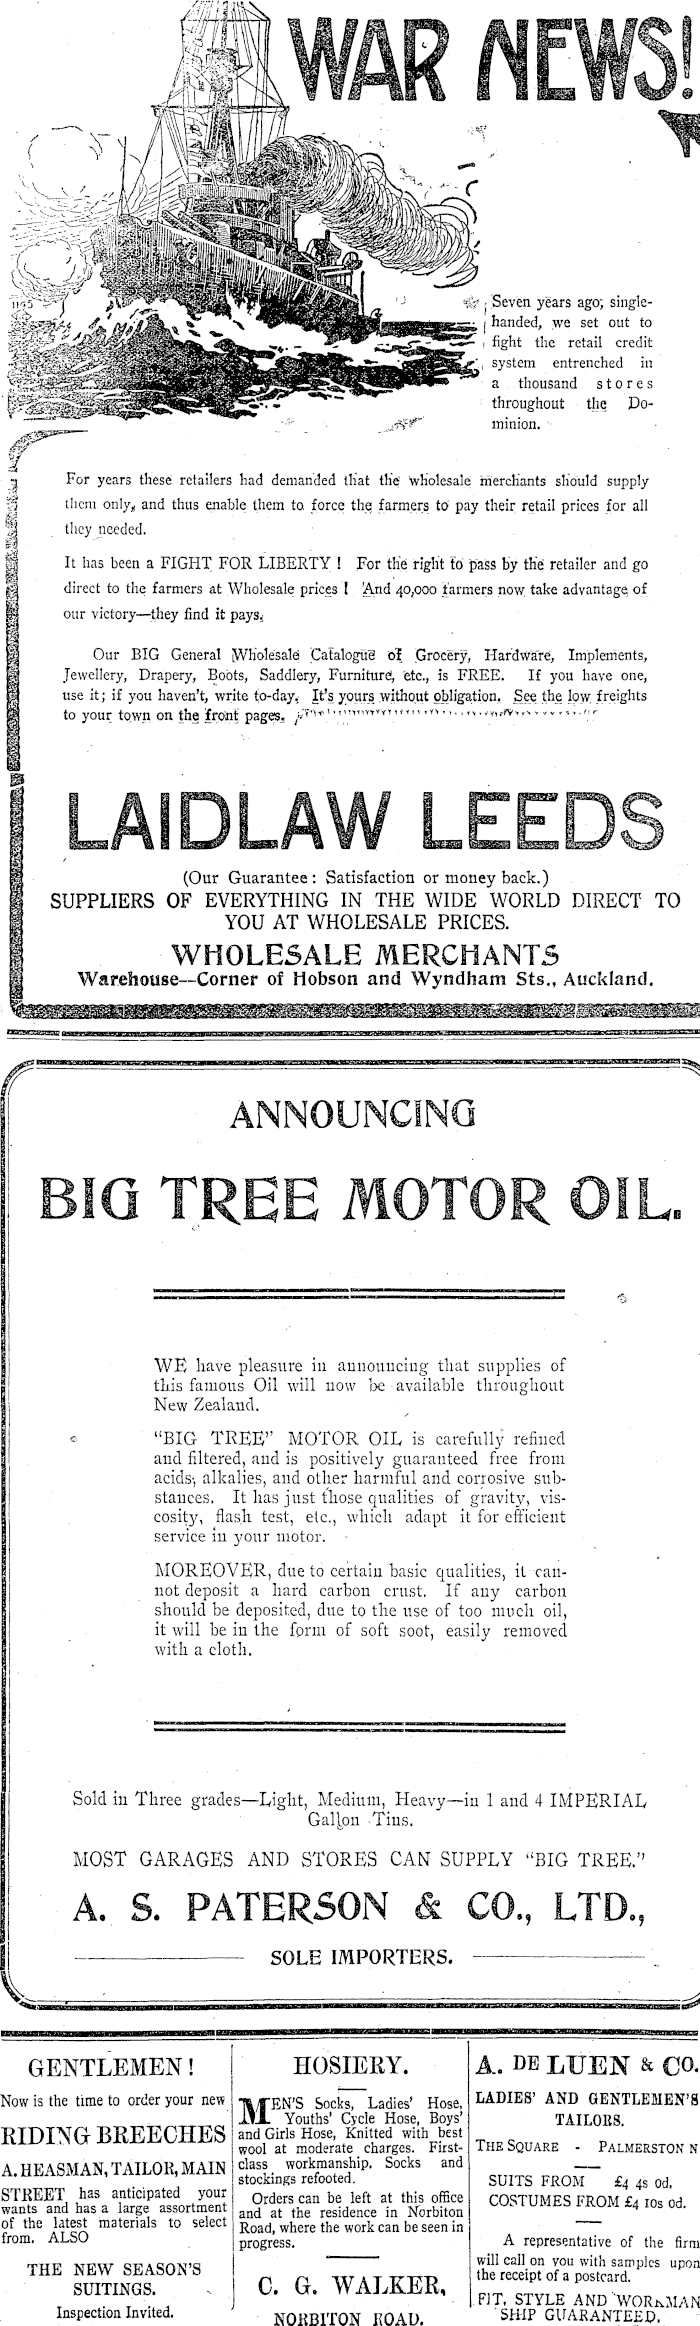 WAR NEWS!
Seven years ago, single-
handed, we set out to
fight the retail credit
system entrenched in
a thousand stores
throughout the Do-
minion.
For years these retailers had demanded that the wholesale merchants should supply
them only, and thus enable them to force the farmers to pay their retail prices for all
they needed.
It has been a FIGHT FOR LIBERTY! For the right to pass by the retailer and go
direct to the farmers at Wholesale prices! And 40,000 farmers now take advantage of
our victory—they find it pays.
Our BIG General Wholesale Catalogue of Grocery, Hardware, Implements,
Jewellery, Drapery, Boots, Saddlery, Furniture, etc., is FREE. If you have one,
use it; if you haven't, write to-day. It's yours without obligation. See the low freights
to your town on the front pages.
LAIDLAW LEEDS
(Our Guarantee: Satisfaction or money back.)
SUPPLIERS OF EVERYTHING IN THE WIDE WORLD DIRECT TO
YOU AT WHOLESALE PRICES.
WHOLESALE MERCHANTS
Warehouse—Corner of Hobson and Wyndham Sts., Auckland.
ANNOUNCING
BIG TREE MOTOR OIL.
WE have pleasure in announcing that supplies of
this famous Oil will now be available throughout
New Zealand.
"BIG TREE" MOTOR OIL is carefully refined
and filtered, and is positively guaranteed free from
acids, alkalies, and other harmful and corrosive sub-
stances. It has just those qualities of gravity, vis-
cosity, flash test, etc., which adapt it for efficient
service in your motor.
MOREOVER, due to certain basic qualities, it can-
not deposit a hard carbon crust. If any carbon
should be deposited, due to the use of too much oil,
it will be in the form of soft soot, easily removed
with a cloth.
Sold in Three grades—Light, Medium, Heavy—in 1 and 4 IMPERIAL
Gallon Tins.
MOST GARAGES AND STORES CAN SUPPLY "BIG TREE."
A. S. PATERSON & CO., LTD.,
SOLE IMPORTERS.
GENTLEMEN!
Now is the time to order your new
RIDING BREECHES
A. HEASMAN, TAILOR, MAIN
STREET has anticipated your
wants and has a large assortment
of the latest materials to select
from. ALSO
THE NEW SEASON'S
SUITINGS.
Inspection Invited.
HOSIERY.
MEN'S Socks, Ladies' Hose,
Youths' Cycle Hose, Boys'
and Girls Hose, Knitted with best
wool at moderate charges. First-
class workmanship. Socks and
stockings refooted.
Orders can be left at this office
and at the residence in Norbiton
Road, where the work can be seen in
progress.
C. G. WALKER,
NORBITON ROAD.
A. DE LUEN & CO.
LADIES' AND GENTLEMEN'S
TAILORS.
THE SQUARE - PALMERSTON N
SUITS FROM £4 4s 0d.
COSTUMES FROM £4 10s 0d.
A representative of the firm
will call on you with samples upon
the receipt of a postcard.
FIT, STYLE AND WORKMAN
SHIP GUARANTEED.